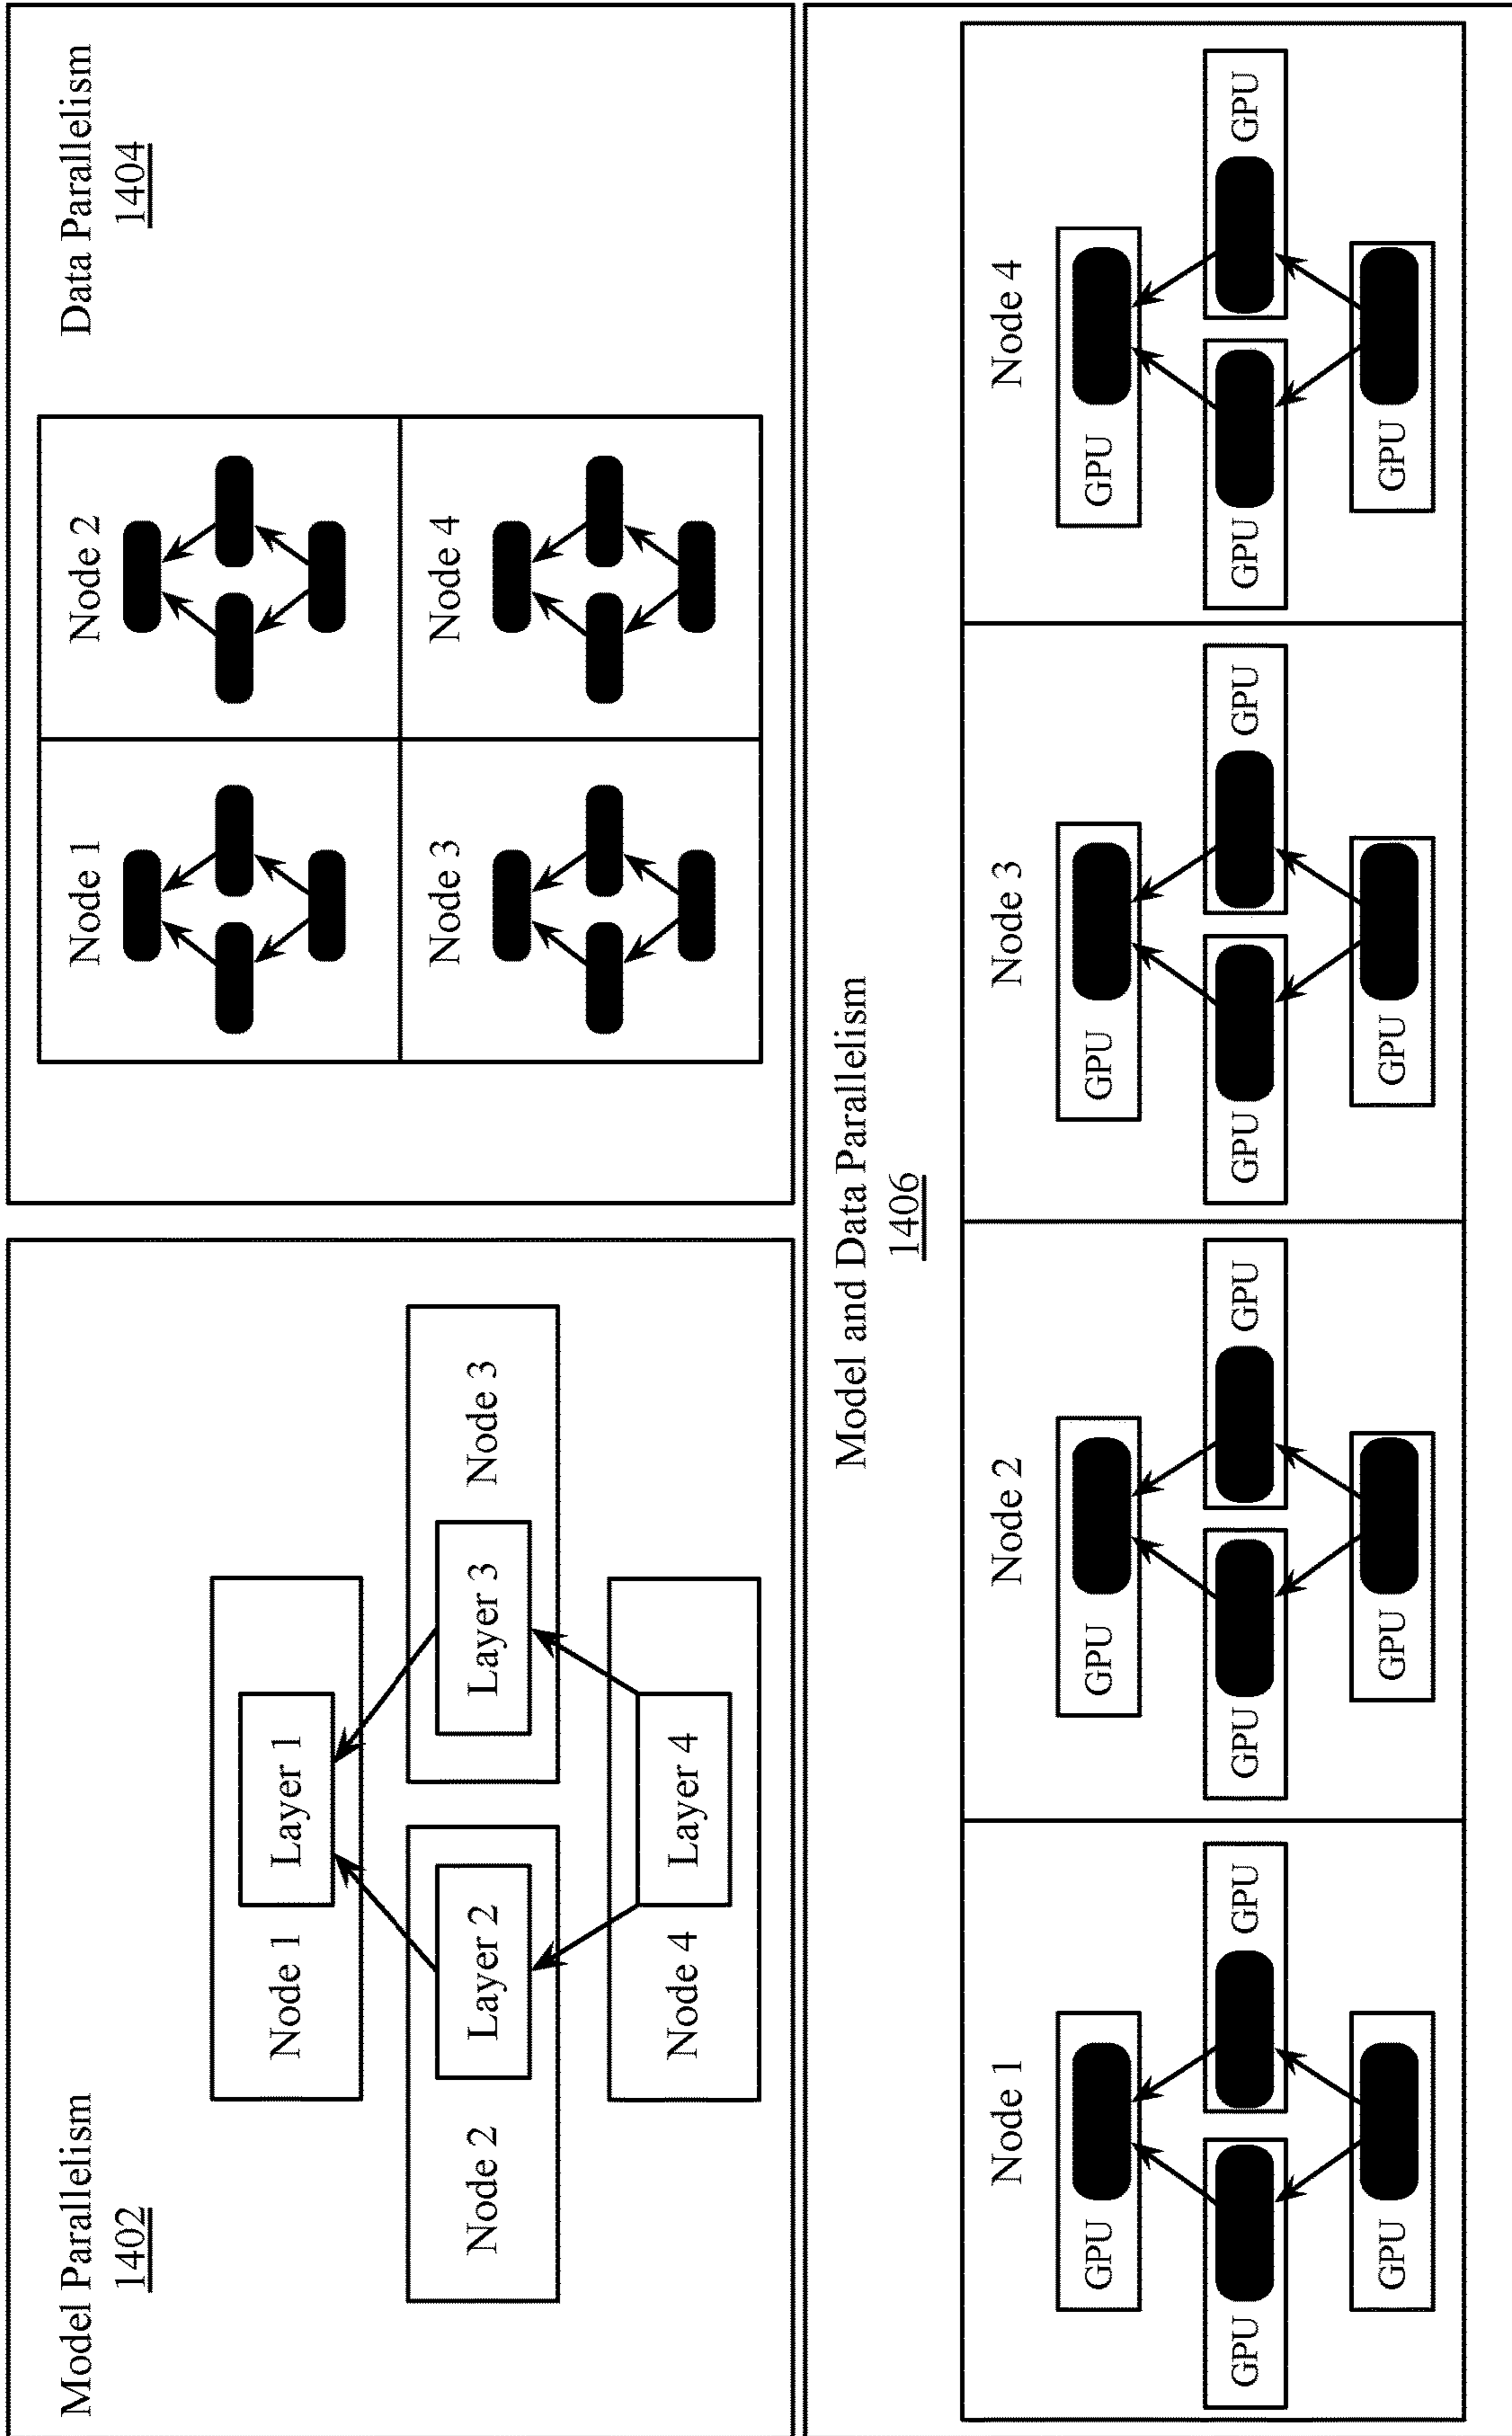 Model Parallelism
1402
Node 1
Layer 1
Node 2
Layer 2
Layer 3
Node 3
Node 4
Layer 4
Data Parallelism
1404
Node 1
Node 2
Node 3
Node 4
Model and Data Parallelism
1406
Node 1
GPU
GPU
GPU
GPU
Node 2
GPU
GPU
GPU
GPU
Node 3
GPU
GPU
GPU
GPU
Node 4
GPU
GPU
GPU
GPU